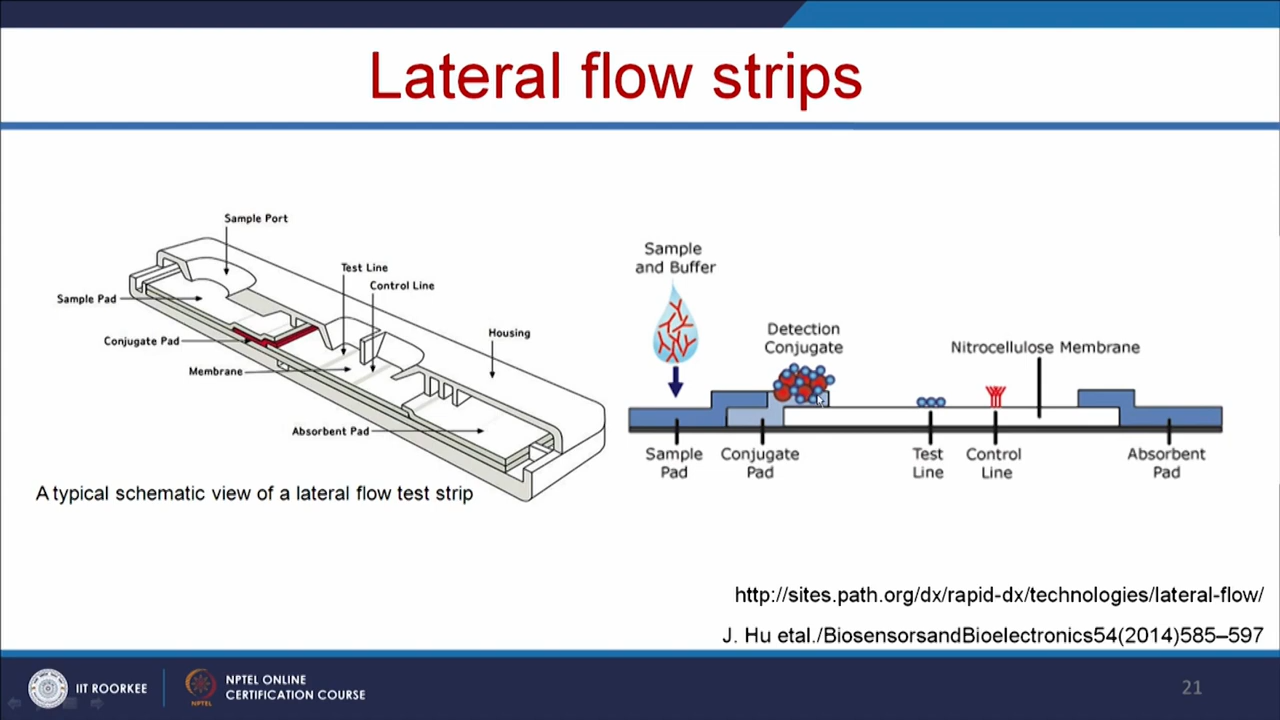 Lateral flow strips
Sample Port
Test Line
Control Line
Sample Pad
Housing
Conjugate Pad
Membrane
Absorbent Pad
A typical schematic view of a lateral flow test strip
Sample
and Buffer
Detection
Conjugate
Nitrocellulose Membrane
Sample
Pad
Conjugate
Pad
Test
Line
Control
Line
Absorbent
Pad
http://sites.path.org/dx/rapid-dx/technologies/lateral-flow/
J. Hu etal./BiosensorsandBioelectronics54(2014)585–597
IIT ROORKEE
NPTEL
NPTEL ONLINE
CERTIFICATION COURSE
21